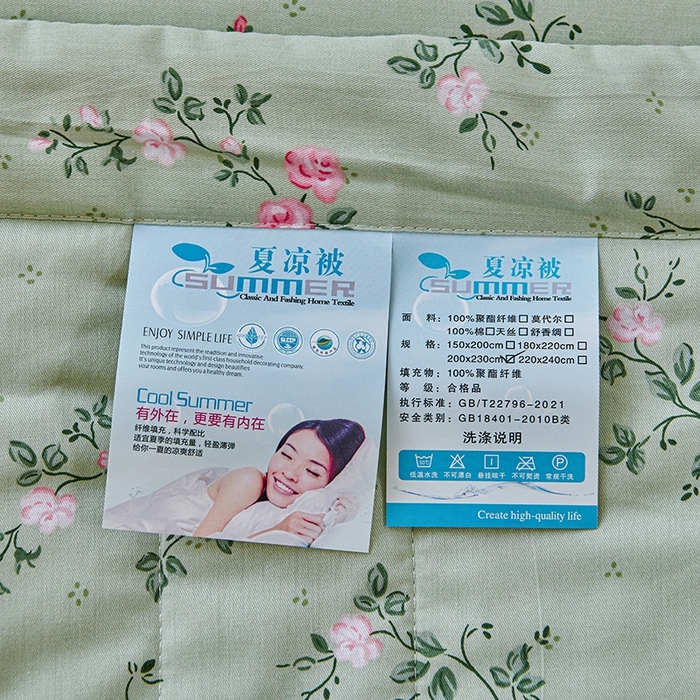 夏凉被
SUMMER
Classic And Fashing Home Textile
ENJOY SIMPLE LIFE
SLEEP
This product represent the readition and innovative
technology of the world's first-class household decorating company.
It's unique technology and design beautifies
your rooms and offers you a healthy dream.
Cool Summer
有外在，更要有内在
纤维填充，科学配比
适宜夏季的填充量，轻盈薄弹
给你一夏的凉爽舒适
夏凉被
SUMMER
Classic And Fashing Home Textile
面 料：100%聚酯纤维□ 莫代尔□
100%棉□ 天丝□ 舒香绸□
规 格：150x200cm□ 180x220cm□
200x230cm☑ 220x240cm□
填充物：100%聚酯纤维
等 级：合格品
执行标准：GB/T22796-2021
安全类别：GB18401-2010B类
洗涤说明
低温水洗 不可漂白 悬挂晾干 不可熨烫 常规干洗
Create high-quality life